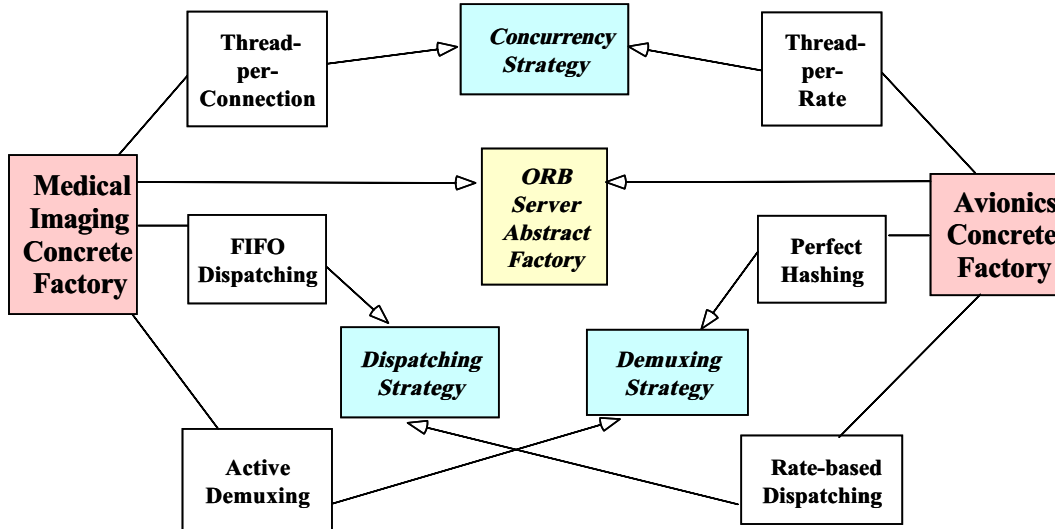 Thread-
per-
Connection
Concurrency
Strategy
Thread-
per-
Rate
Medical
Imaging
Concrete
Factory
ORB
Server
Abstract
Factory
Avionics
Concrete
Factory
FIFO
Dispatching
Perfect
Hashing
Dispatching
Strategy
Demuxing
Strategy
Active
Demuxing
Rate-based
Dispatching